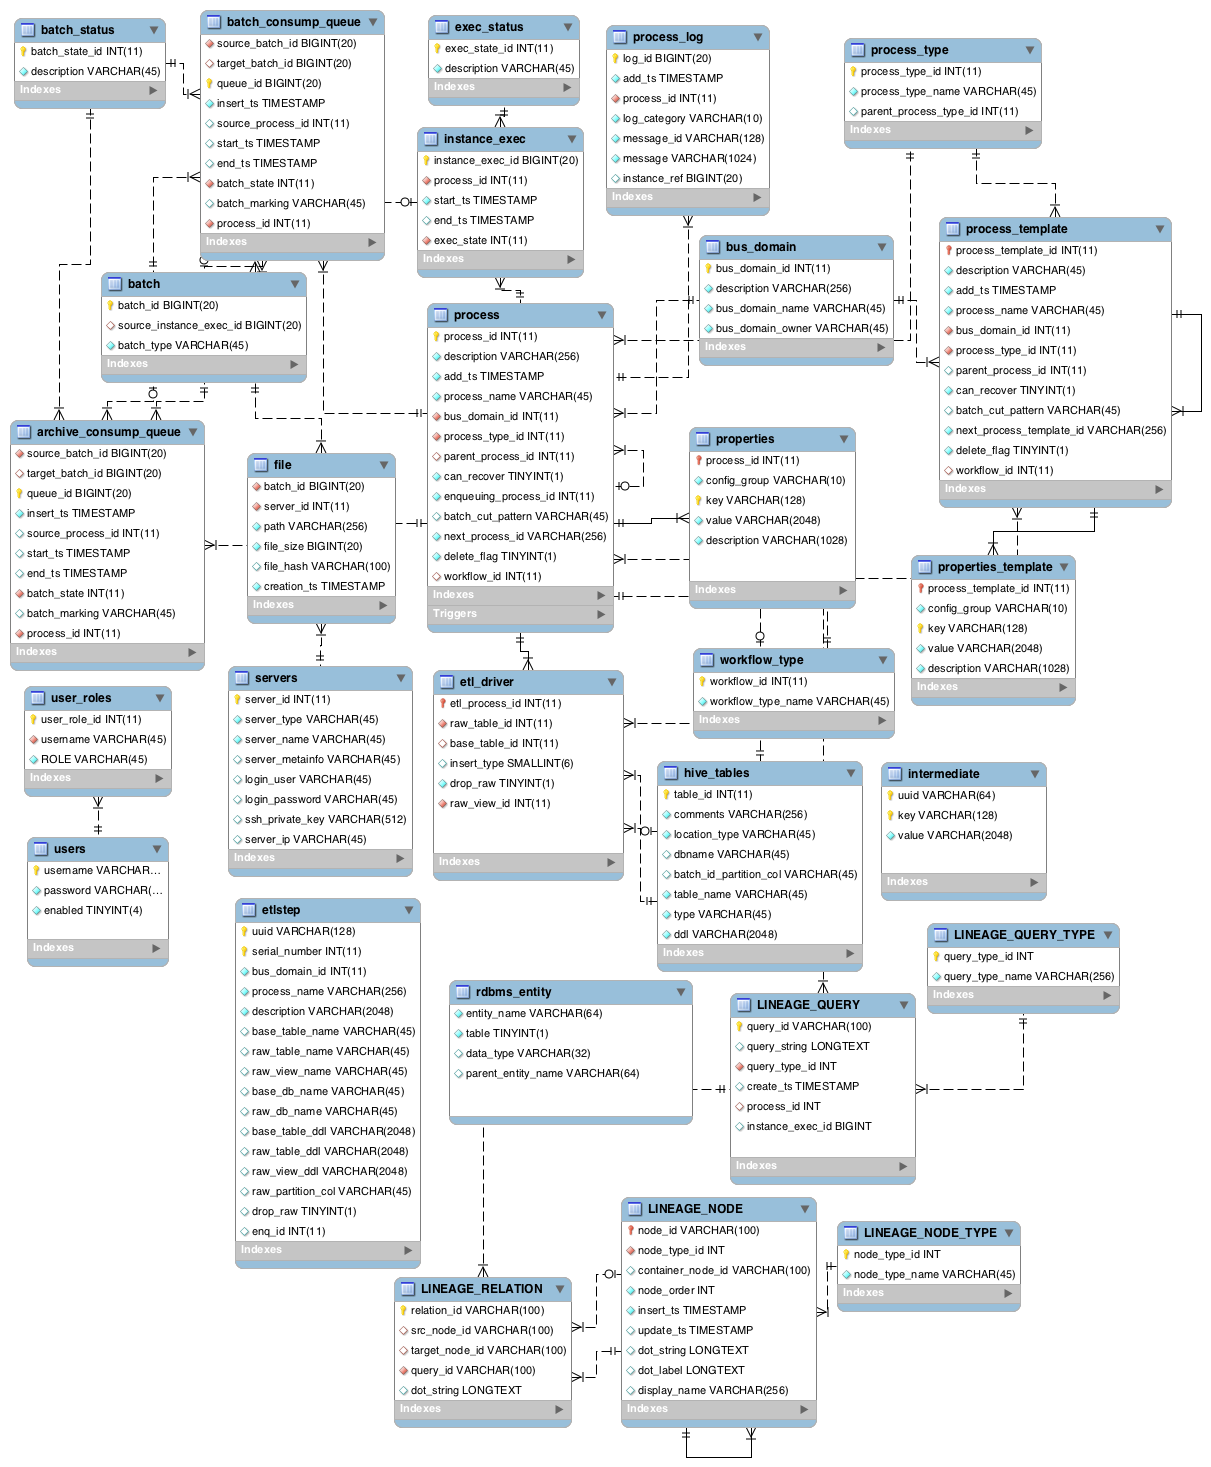 batch_status
batch_state_id INT(11)
description VARCHAR(45)
Indexes
batch_consump_queue
source_batch_id BIGINT(20)
target_batch_id BIGINT(20)
queue_id BIGINT(20)
insert_ts TIMESTAMP
source_process_id INT(11)
start_ts TIMESTAMP
end_ts TIMESTAMP
batch_state INT(11)
batch_marking VARCHAR(45)
process_id INT(11)
Indexes
exec_status
exec_state_id INT(11)
description VARCHAR(45)
Indexes
process_log
log_id BIGINT(20)
add_ts TIMESTAMP
process_id INT(11)
log_category VARCHAR(10)
message_id VARCHAR(128)
message VARCHAR(1024)
instance_ref BIGINT(20)
Indexes
process_type
process_type_id INT(11)
process_type_name VARCHAR(45)
parent_process_type_id INT(11)
Indexes
instance_exec
instance_exec_id BIGINT(20)
process_id INT(11)
start_ts TIMESTAMP
end_ts TIMESTAMP
exec_state INT(11)
Indexes
bus_domain
bus_domain_id INT(11)
description VARCHAR(256)
bus_domain_name VARCHAR(45)
bus_domain_owner VARCHAR(45)
Indexes
process_template
process_template_id INT(11)
description VARCHAR(45)
add_ts TIMESTAMP
process_name VARCHAR(45)
bus_domain_id INT(11)
process_type_id INT(11)
parent_process_id INT(11)
can_recover TINYINT(1)
batch_cut_pattern VARCHAR(45)
next_process_template_id VARCHAR(256)
delete_flag TINYINT(1)
workflow_id INT(11)
Indexes
batch
batch_id BIGINT(20)
source_instance_exec_id BIGINT(20)
batch_type VARCHAR(45)
Indexes
process
process_id INT(11)
description VARCHAR(256)
add_ts TIMESTAMP
process_name VARCHAR(45)
bus_domain_id INT(11)
process_type_id INT(11)
parent_process_id INT(11)
can_recover TINYINT(1)
enqueuing_process_id INT(11)
batch_cut_pattern VARCHAR(45)
next_process_id VARCHAR(256)
delete_flag TINYINT(1)
workflow_id INT(11)
Indexes
Triggers
archive_consump_queue
source_batch_id BIGINT(20)
target_batch_id BIGINT(20)
queue_id BIGINT(20)
insert_ts TIMESTAMP
source_process_id INT(11)
start_ts TIMESTAMP
end_ts TIMESTAMP
batch_state INT(11)
batch_marking VARCHAR(45)
process_id INT(11)
Indexes
file
batch_id BIGINT(20)
server_id INT(11)
path VARCHAR(256)
file_size BIGINT(20)
file_hash VARCHAR(100)
creation_ts TIMESTAMP
Indexes
properties
process_id INT(11)
config_group VARCHAR(10)
key VARCHAR(128)
value VARCHAR(2048)
description VARCHAR(1028)
Indexes
properties_template
process_template_id INT(11)
config_group VARCHAR(10)
key VARCHAR(128)
value VARCHAR(2048)
description VARCHAR(1028)
Indexes
user_roles
user_role_id INT(11)
username VARCHAR(45)
ROLE VARCHAR(45)
Indexes
servers
server_id INT(11)
server_type VARCHAR(45)
server_name VARCHAR(45)
server_metainfo VARCHAR(45)
login_user VARCHAR(45)
login_password VARCHAR(45)
ssh_private_key VARCHAR(512)
server_ip VARCHAR(45)
Indexes
etl_driver
etl_process_id INT(11)
raw_table_id INT(11)
base_table_id INT(11)
insert_type SMALLINT(6)
drop_raw TINYINT(1)
raw_view_id INT(11)
Indexes
workflow_type
workflow_id INT(11)
workflow_type_name VARCHAR(45)
Indexes
hive_tables
table_id INT(11)
comments VARCHAR(256)
location_type VARCHAR(45)
dbname VARCHAR(45)
batch_id_partition_col VARCHAR(45)
table_name VARCHAR(45)
type VARCHAR(45)
ddl VARCHAR(2048)
Indexes
intermediate
uuid VARCHAR(64)
key VARCHAR(128)
value VARCHAR(2048)
Indexes
users
username VARCHAR...
password VARCHAR(...
enabled TINYINT(4)
Indexes
etlstep
uuid VARCHAR(128)
serial_number INT(11)
bus_domain_id INT(11)
process_name VARCHAR(256)
description VARCHAR(2048)
base_table_name VARCHAR(45)
raw_table_name VARCHAR(45)
raw_view_name VARCHAR(45)
base_db_name VARCHAR(45)
raw_db_name VARCHAR(45)
base_table_ddl VARCHAR(2048)
raw_table_ddl VARCHAR(2048)
raw_view_ddl VARCHAR(2048)
raw_partition_col VARCHAR(45)
drop_raw TINYINT(1)
enq_id INT(11)
Indexes
rdbms_entity
entity_name VARCHAR(64)
table TINYINT(1)
data_type VARCHAR(32)
parent_entity_name VARCHAR(64)
LINEAGE_QUERY
query_id VARCHAR(100)
query_string LONGTEXT
query_type_id INT
create_ts TIMESTAMP
process_id INT
instance_exec_id BIGINT
Indexes
LINEAGE_QUERY_TYPE
query_type_id INT
query_type_name VARCHAR(256)
Indexes
LINEAGE_RELATION
relation_id VARCHAR(100)
src_node_id VARCHAR(100)
target_node_id VARCHAR(100)
query_id VARCHAR(100)
dot_string LONGTEXT
Indexes
LINEAGE_NODE
node_id VARCHAR(100)
node_type_id INT
container_node_id VARCHAR(100)
node_order INT
insert_ts TIMESTAMP
update_ts TIMESTAMP
dot_string LONGTEXT
dot_label LONGTEXT
display_name VARCHAR(256)
Indexes
LINEAGE_NODE_TYPE
node_type_id INT
node_type_name VARCHAR(45)
Indexes